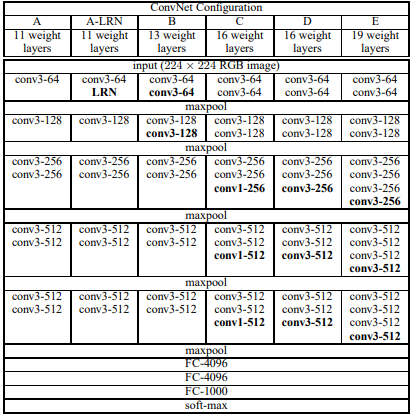 ConvNet Configuration
A A-LRN B C D E
11 weight 11 weight 13 weight 16 weight 16 weight 19 weight
layers layers layers layers layers layers
input (224 × 224 RGB image)
conv3-64 conv3-64 conv3-64 conv3-64 conv3-64 conv3-64
LRN conv3-64 conv3-64 conv3-64 conv3-64
maxpool
conv3-128 conv3-128 conv3-128 conv3-128 conv3-128 conv3-128
conv3-128 conv3-128 conv3-128 conv3-128
maxpool
conv3-256 conv3-256 conv3-256 conv3-256 conv3-256 conv3-256
conv3-256 conv3-256 conv3-256 conv3-256 conv3-256 conv3-256
conv1-256 conv3-256 conv3-256
conv3-256
maxpool
conv3-512 conv3-512 conv3-512 conv3-512 conv3-512 conv3-512
conv3-512 conv3-512 conv3-512 conv3-512 conv3-512 conv3-512
conv1-512 conv3-512 conv3-512
conv3-512
maxpool
conv3-512 conv3-512 conv3-512 conv3-512 conv3-512 conv3-512
conv3-512 conv3-512 conv3-512 conv3-512 conv3-512 conv3-512
conv1-512 conv3-512 conv3-512
conv3-512
maxpool
FC-4096
FC-4096
FC-1000
soft-max